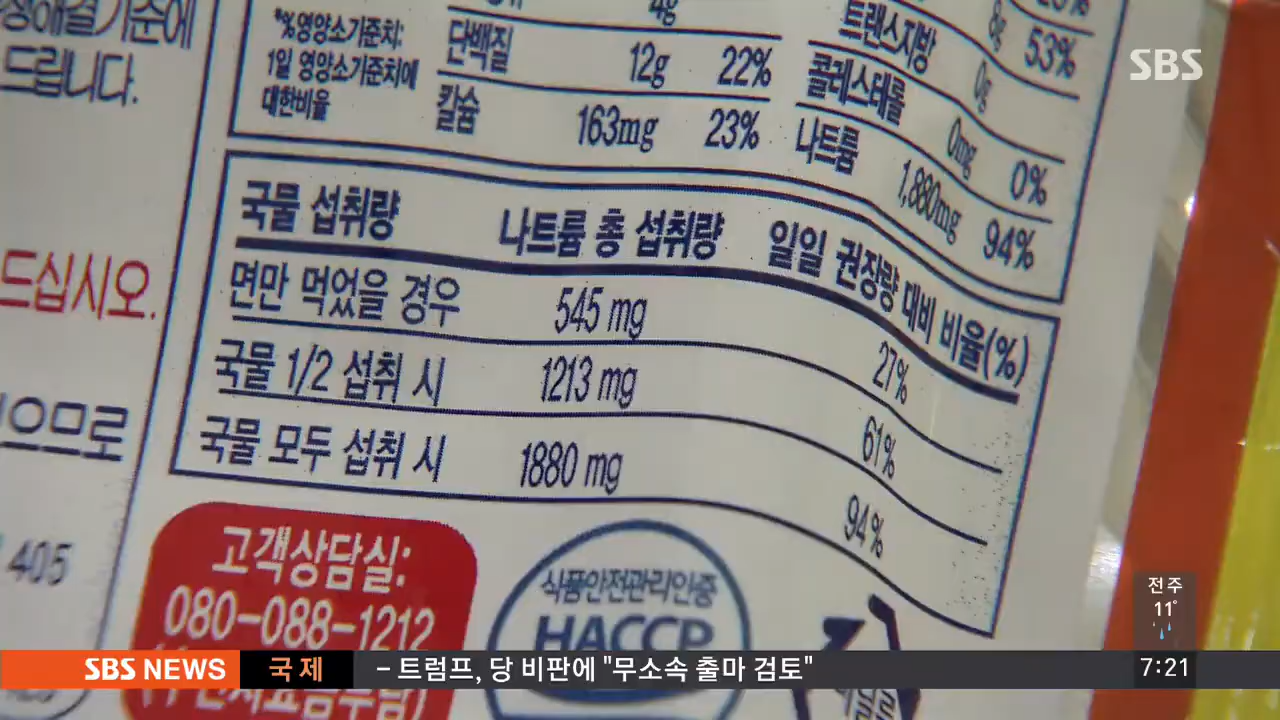 기준에
드립니다.
*%영양소기준치:
1일 영양소기준치에
대한비율
4g
단백질 12g 22%
칼슘 163mg 23%
트랜스지방 0g
콜레스테롤 0mg 0%
나트륨 1,880mg 94%
8g 53%
SBS
국물 섭취량 나트륨 총 섭취량 일일 권장량 대비 비율(%)
면만 먹었을 경우 545 mg 27%
국물 1/2 섭취 시 1213 mg 61%
국물 모두 섭취 시 1880 mg 94%
드십시오.
으므로
405
고객상담실:
080-088-1212
식품안전관리인증
HACCP
전주
11°
SBS NEWS 국제 - 트럼프, 당 비판에 "무소속 출마 검토" 7:21